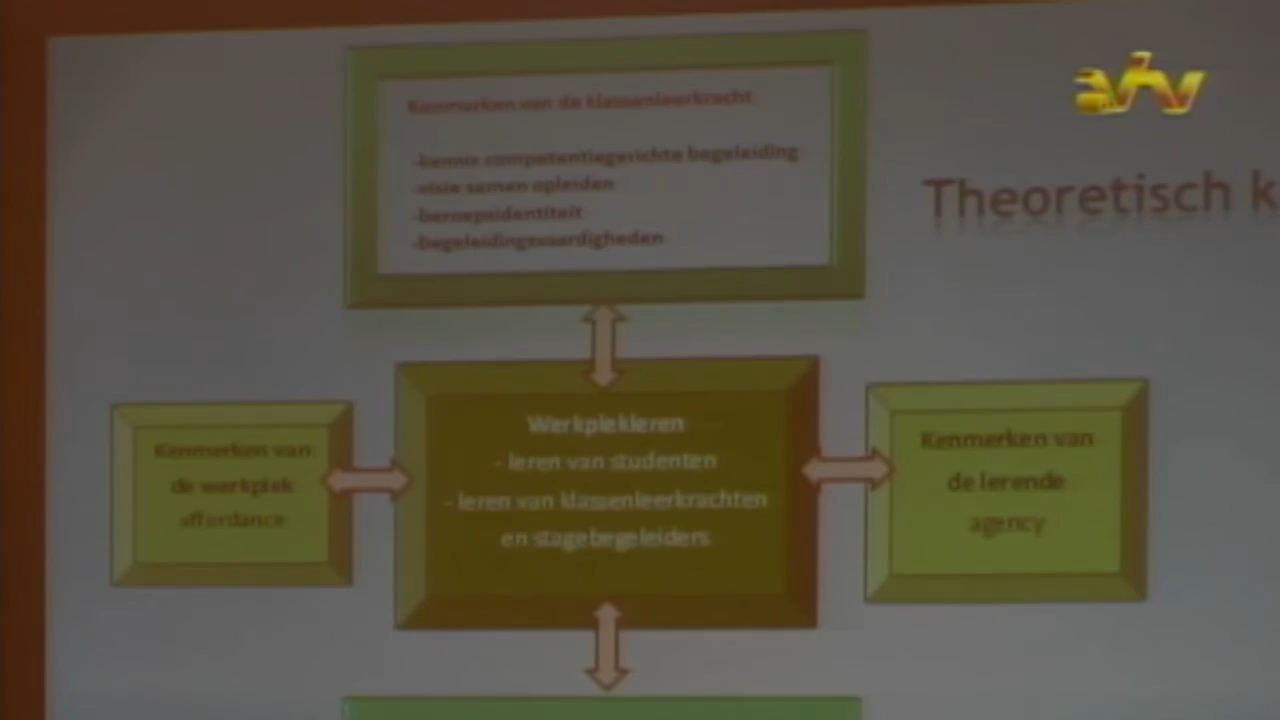 atv
Theoretisch k
Kenmerken van de klassenleerkracht
-kennis competentiegerichte begeleiding
-visie samen opleiden
-beroepsidentiteit
-begeleidingsvaardigheden
Kenmerken van
de werkplek
affordance
Werkplekleren
- leren van studenten
- leren van klassenleerkrachten
en stagebegeleiders
Kenmerken van
de lerende
agency